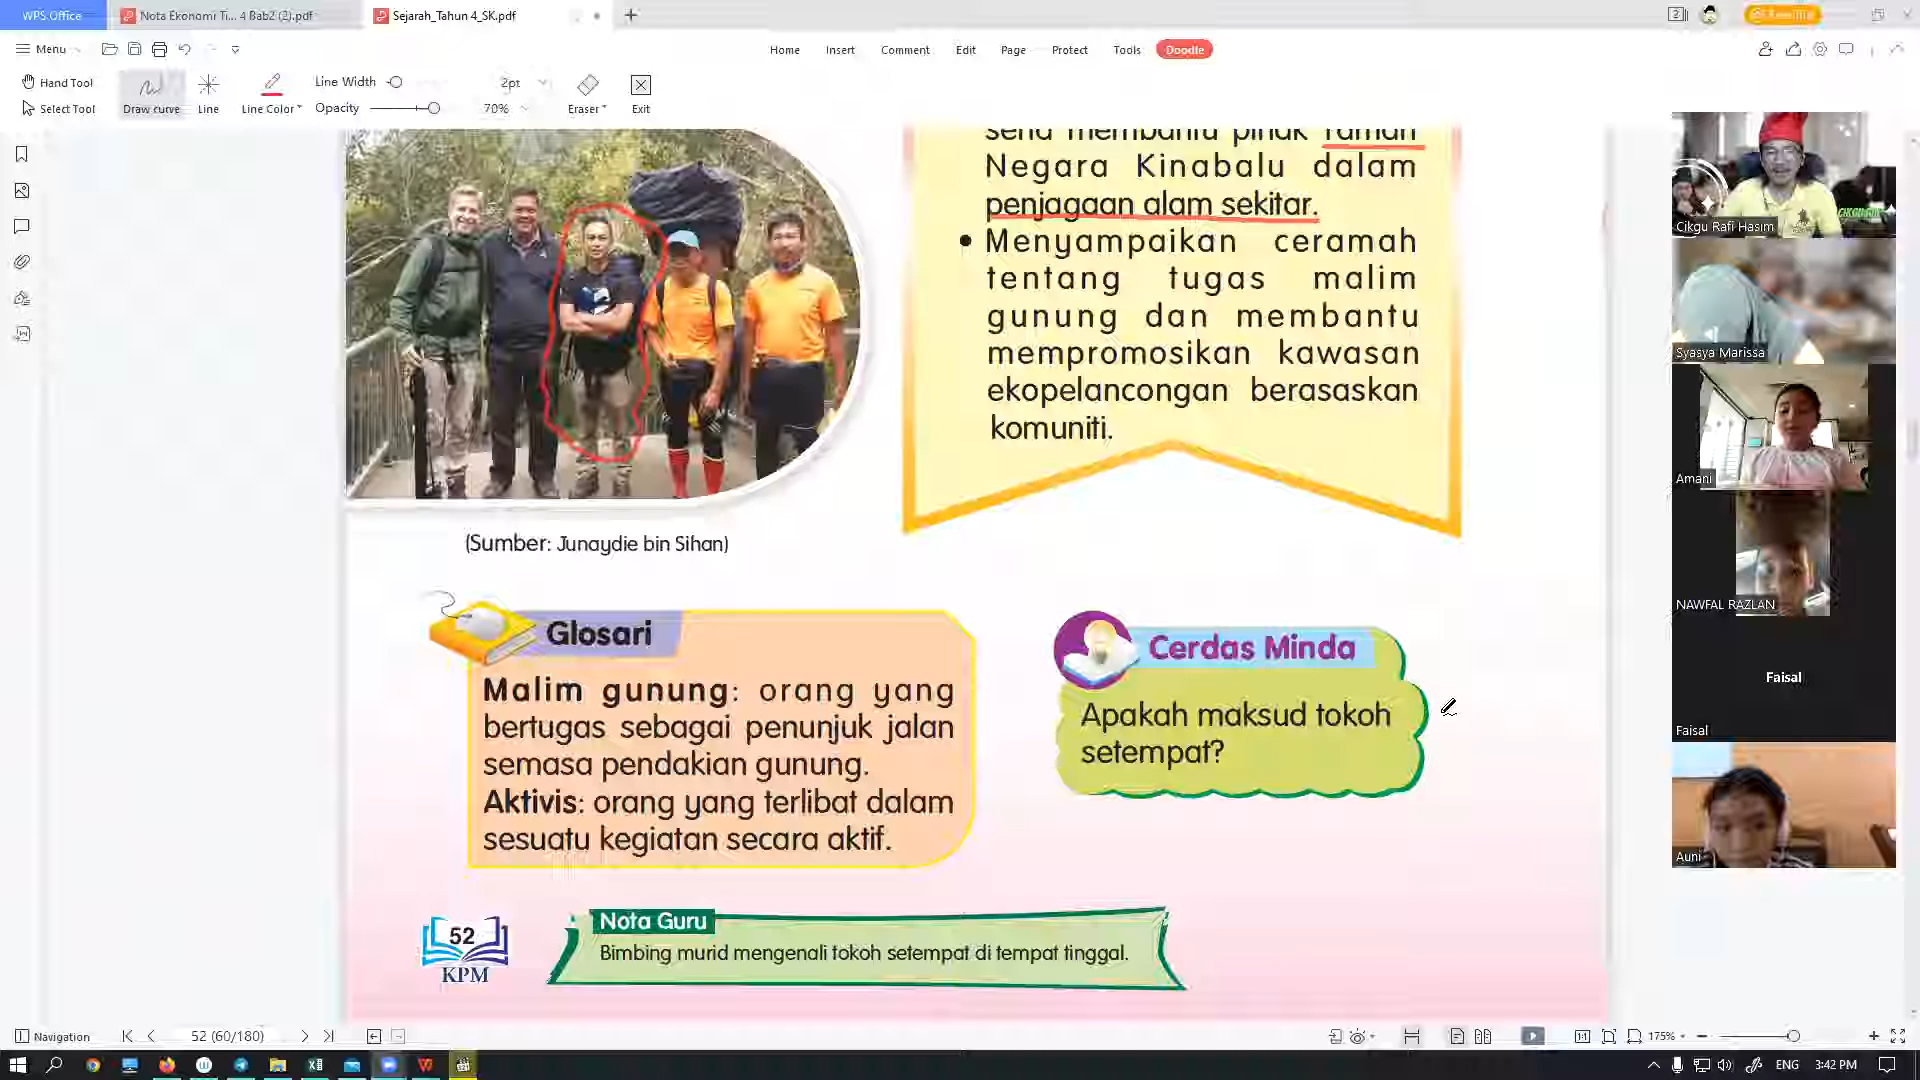 WPS Office
Nota Ekonomi Ti... 4 Bab2 (2).pdf
Sejarah_Tahun 4_SK.pdf
Menu
Home
Insert
Comment
Edit
Page
Protect
Tools
Doodle
Hand Tool
Select Tool
Draw curve
Line
Line Color
Line Width
2pt
Opacity
70%
Eraser
Exit
membantu pihak Taman
Negara Kinabalu dalam
penjagaan alam sekitar.
• Menyampaikan ceramah
tentang tugas malim
gunung dan membantu
mempromosikan kawasan
ekopelancongan berasaskan
komuniti.
(Sumber: Junaydie bin Sihan)
Glosari
Malim gunung: orang yang
bertugas sebagai penunjuk jalan
semasa pendakian gunung.
Aktivis: orang yang terlibat dalam
sesuatu kegiatan secara aktif.
Cerdas Minda
Apakah maksud tokoh
setempat?
52
KPM
Nota Guru
Bimbing murid mengenali tokoh setempat di tempat tinggal.
Cikgu Rafi Hasim
Syasya Marissa
Amani
NAWFAL RAZLAN
Faisal
Faisal
Auni
Navigation
52 (60/180)
175%
ENG
3:42 PM